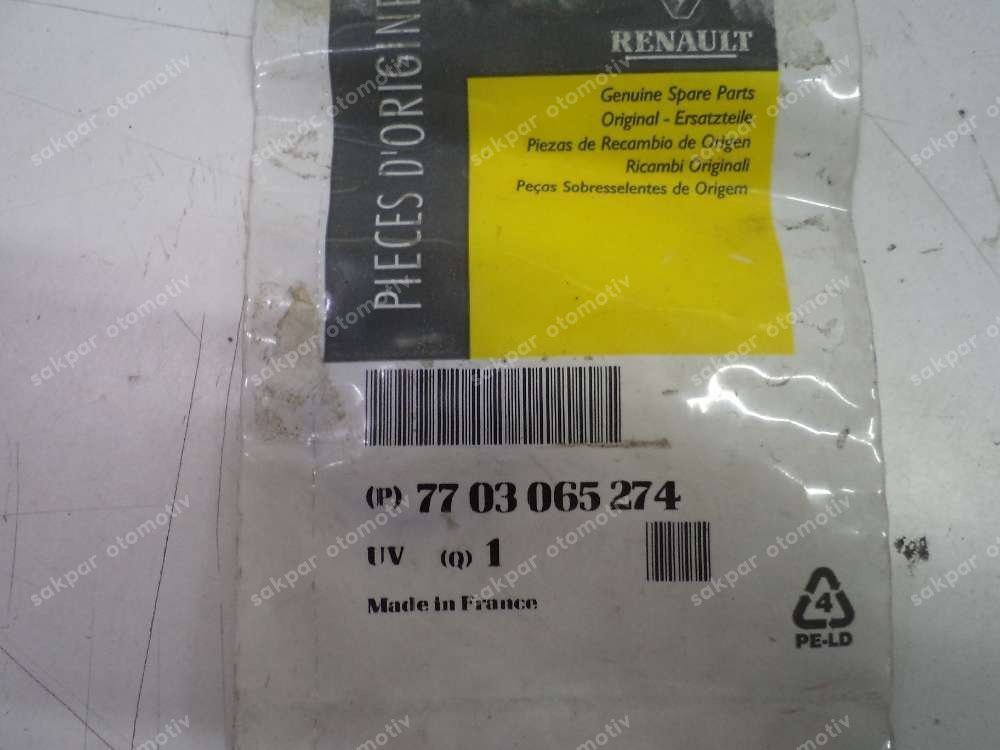 PIECES D'ORIGINE
RENAULT
Genuine Spare Parts
Original - Ersatzteile
Piezas de Recambio de Origen
Ricambi Originali
Peças Sobresselentes de Origem
(P) 77 03 065 274
UV (Q) 1
Made in France
4
PE-LD
sakpar otomotiv